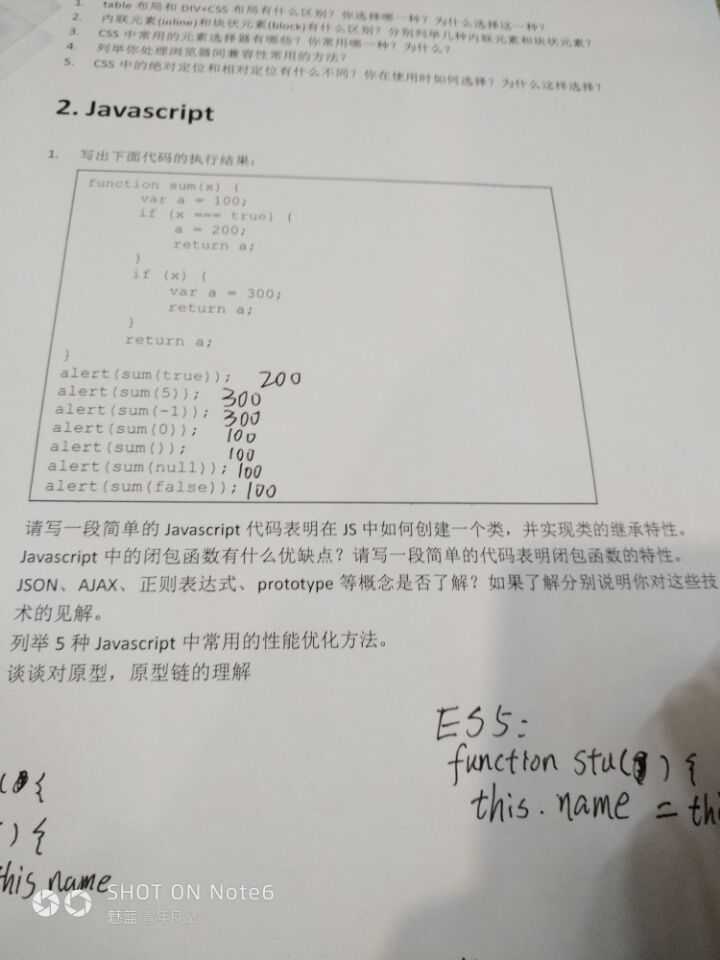 1. table 布局和 DIV+CSS 布局有什么区别？你选择哪一种？为什么选择这一种？
2. 内联元素(inline)和块状元素(block)有什么区别？分别列举几种内联元素和块状元素？
3. CSS 中常用的元素选择器有哪些？你常用哪一种？为什么？
4. 列举你处理浏览器间兼容性常用的方法？
5. CSS 中的绝对定位和相对定位有什么不同？你在使用时如何选择？为什么这样选择？
2. Javascript
1. 写出下面代码的执行结果：
function sum(x) {
var a = 100;
if (x === true) {
a = 200;
return a;
}
if (x) {
var a = 300;
return a;
}
return a;
}
alert(sum(true)); 200
alert(sum(5)); 300
alert(sum(-1)); 300
alert(sum(0)); 100
alert(sum()); 100
alert(sum(null)); 100
alert(sum(false)); 100
请写一段简单的 Javascript 代码表明在 JS 中如何创建一个类，并实现类的继承特性。
Javascript 中的闭包函数有什么优缺点？请写一段简单的代码表明闭包函数的特性。
JSON、AJAX、正则表达式、prototype 等概念是否了解？如果了解分别说明你对这些技
术的见解。
列举 5 种 Javascript 中常用的性能优化方法。
谈谈对原型，原型链的理解
ES5:
function stu() {
this.name = thi
{
) {
this name
SHOT ON Note6
魅蓝 青年良品